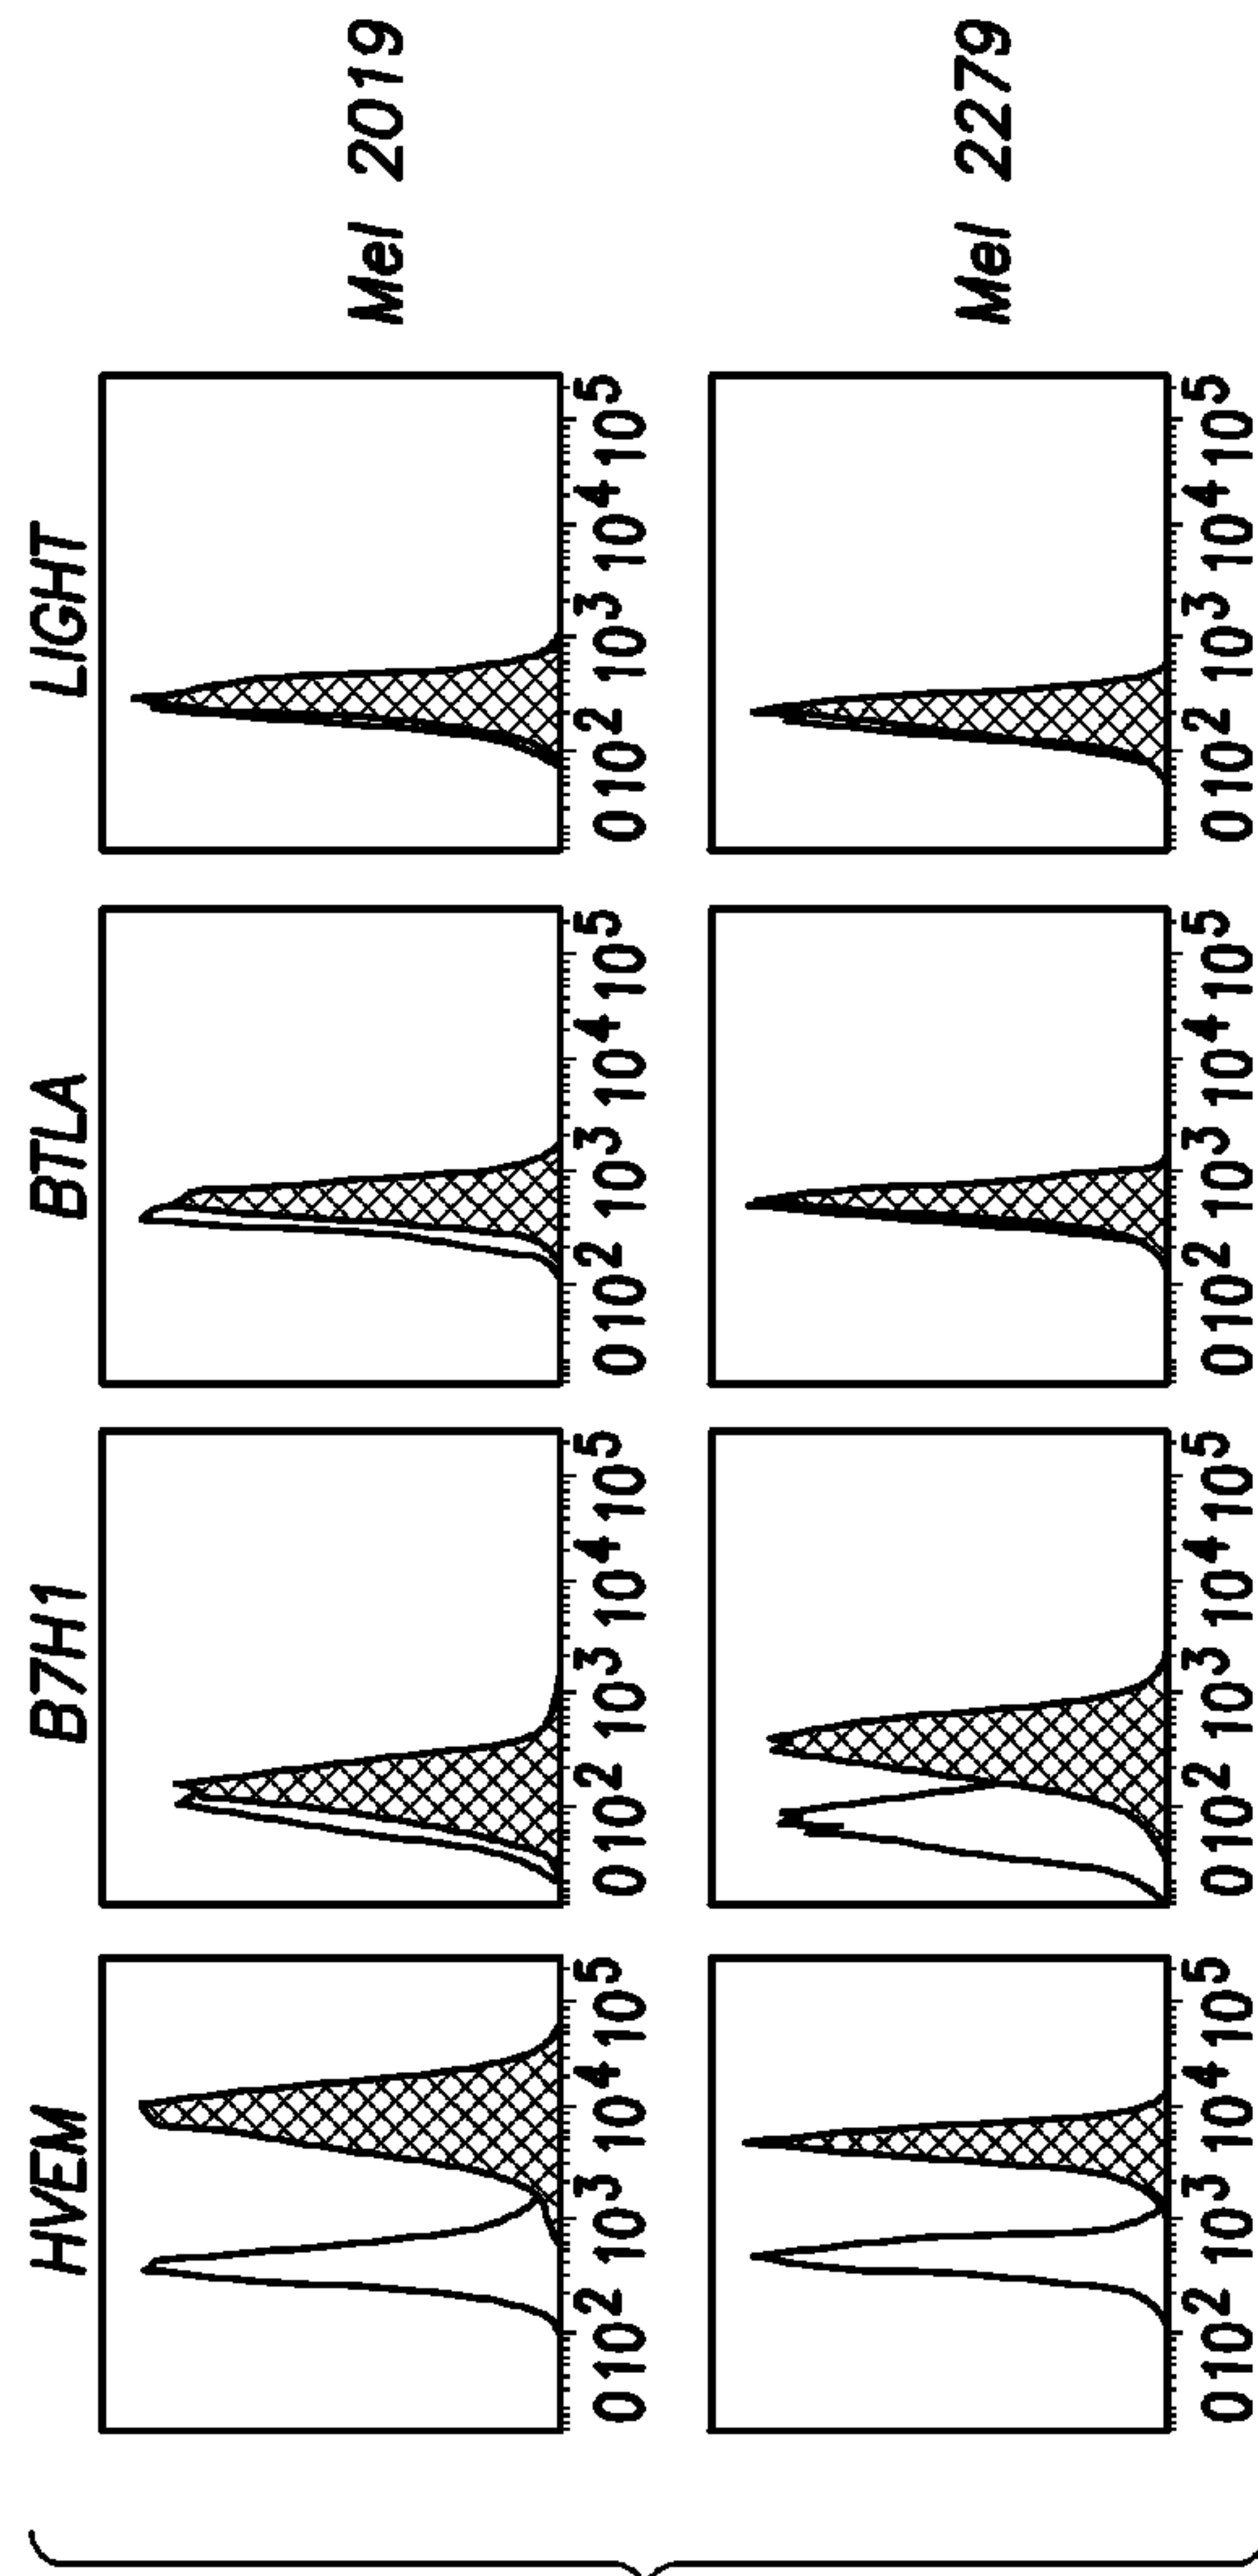 HVEM B7H1 BTLA LIGHT
0 10² 10³ 10⁴ 10⁵ 0 10² 10³ 10⁴ 10⁵ 0 10² 10³ 10⁴ 10⁵ 0 10² 10³ 10⁴ 10⁵
Mel 2019
0 10² 10³ 10⁴ 10⁵ 0 10² 10³ 10⁴ 10⁵ 0 10² 10³ 10⁴ 10⁵ 0 10² 10³ 10⁴ 10⁵
Mel 2279